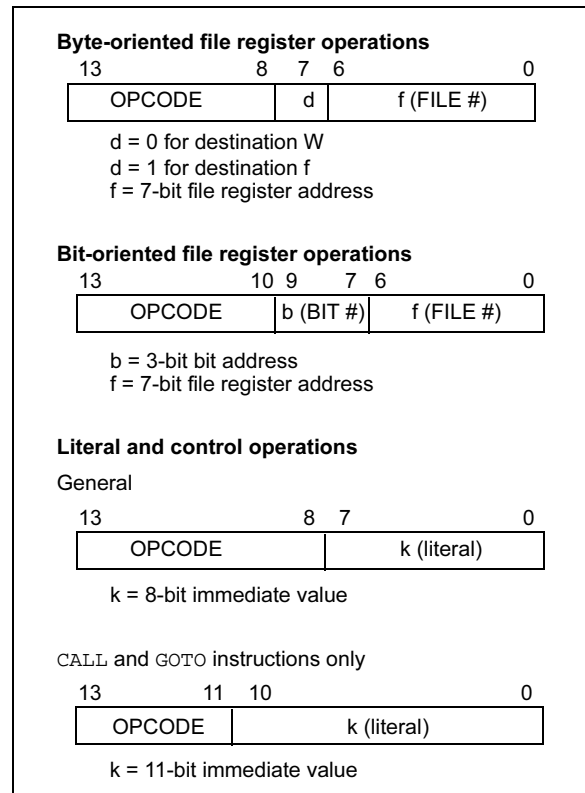 Byte-oriented file register operations
13 8 7 6 0
OPCODE d f (FILE #)
d = 0 for destination W
d = 1 for destination f
f = 7-bit file register address
Bit-oriented file register operations
13 10 9 7 6 0
OPCODE b (BIT #) f (FILE #)
b = 3-bit bit address
f = 7-bit file register address
Literal and control operations
General
13 8 7 0
OPCODE k (literal)
k = 8-bit immediate value
CALL and GOTO instructions only
13 11 10 0
OPCODE k (literal)
k = 11-bit immediate value